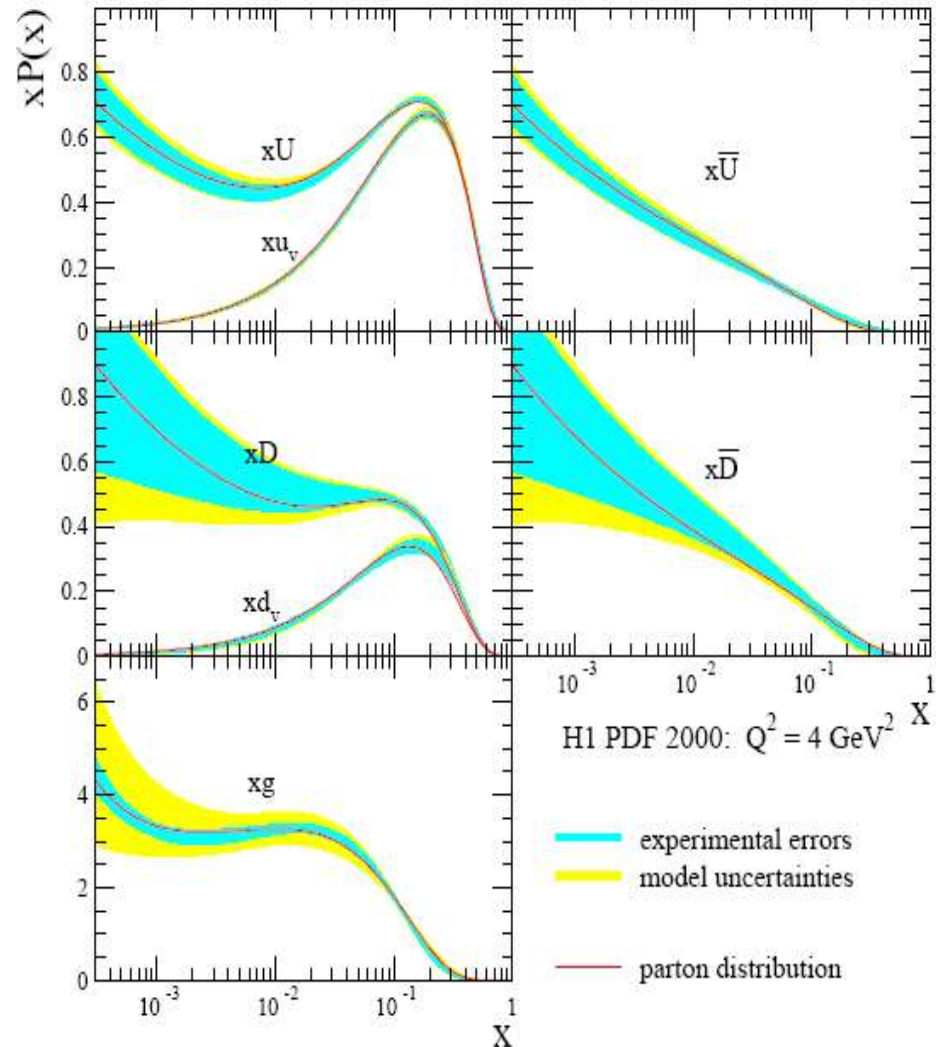 xP(x)
0.8
0.6
0.4
0.2
0
xU
xu_v
xU̅
0.8
0.6
0.4
0.2
0
xD
xd_v
xD̅
10^-3 10^-2 10^-1 1
X
6
4
2
0
xg
10^-3 10^-2 10^-1 1
X
H1 PDF 2000: Q^2 = 4 GeV^2
experimental errors
model uncertainties
parton distribution